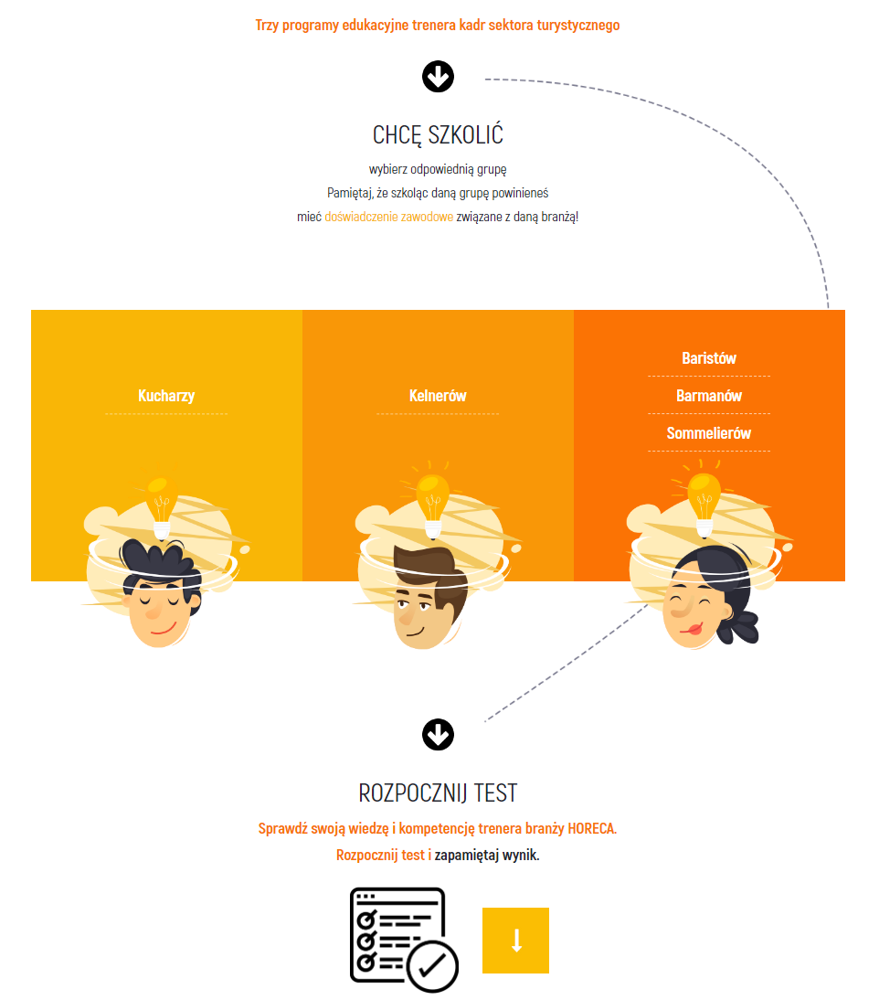 Trzy programy edukacyjne trenera kadr sektora turystycznego
CHCĘ SZKOLIĆ
wybierz odpowiednią grupę
Pamiętaj, że szkoląc daną grupę powinieneś
mieć doświadczenie zawodowe związane z daną branżą!
Kucharzy
Kelnerów
Baristów
Barmanów
Sommelierów
ROZPOCZNIJ TEST
Sprawdź swoją wiedzę i kompetencję trenera branży HORECA.
Rozpocznij test i zapamiętaj wynik.